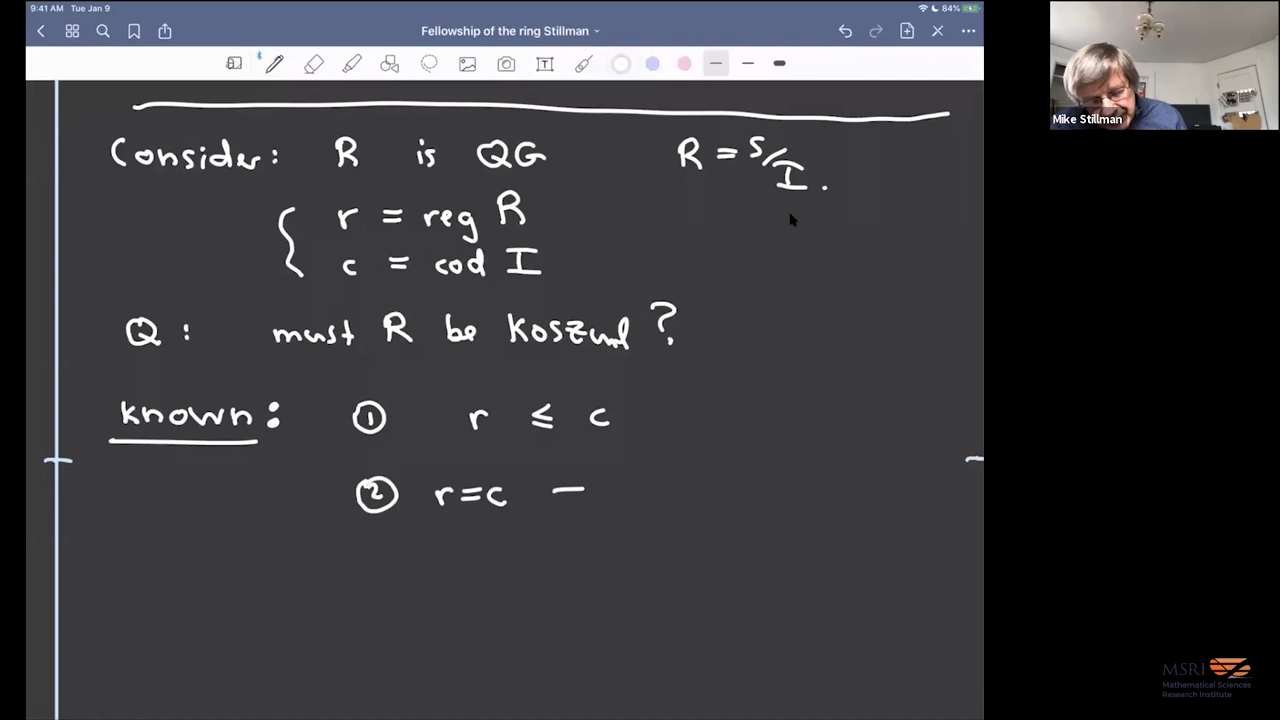 9:41 AM Tue Jan 9
84%
Fellowship of the ring Stillman
Consider: R is QG R = S/I.
r = reg R
c = cod I
Q: must R be Koszul?
Known: ① r ≤ c
② r=c —
Mike Stillman
MSRI
Mathematical Sciences
Research Institute